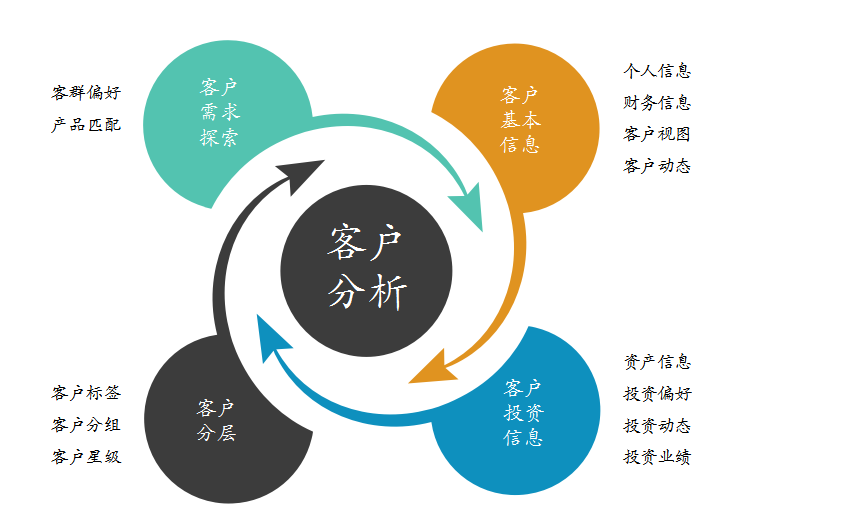 客群偏好
产品匹配
客户
需求
探索
客户
基本
信息
个人信息
财务信息
客户视图
客户动态
客户
分析
客户标签
客户分组
客户星级
客户
分层
客户
投资
信息
资产信息
投资偏好
投资动态
投资业绩